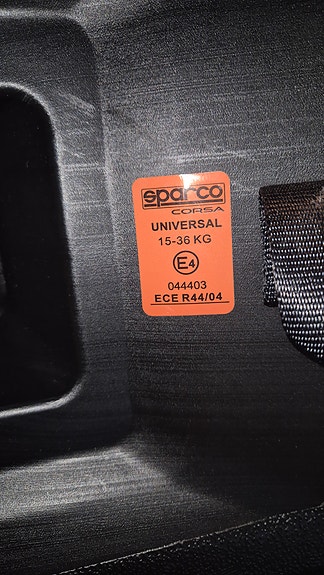 sparco
CORSA
UNIVERSAL
15-36 KG
E4
044403
ECE R44/04